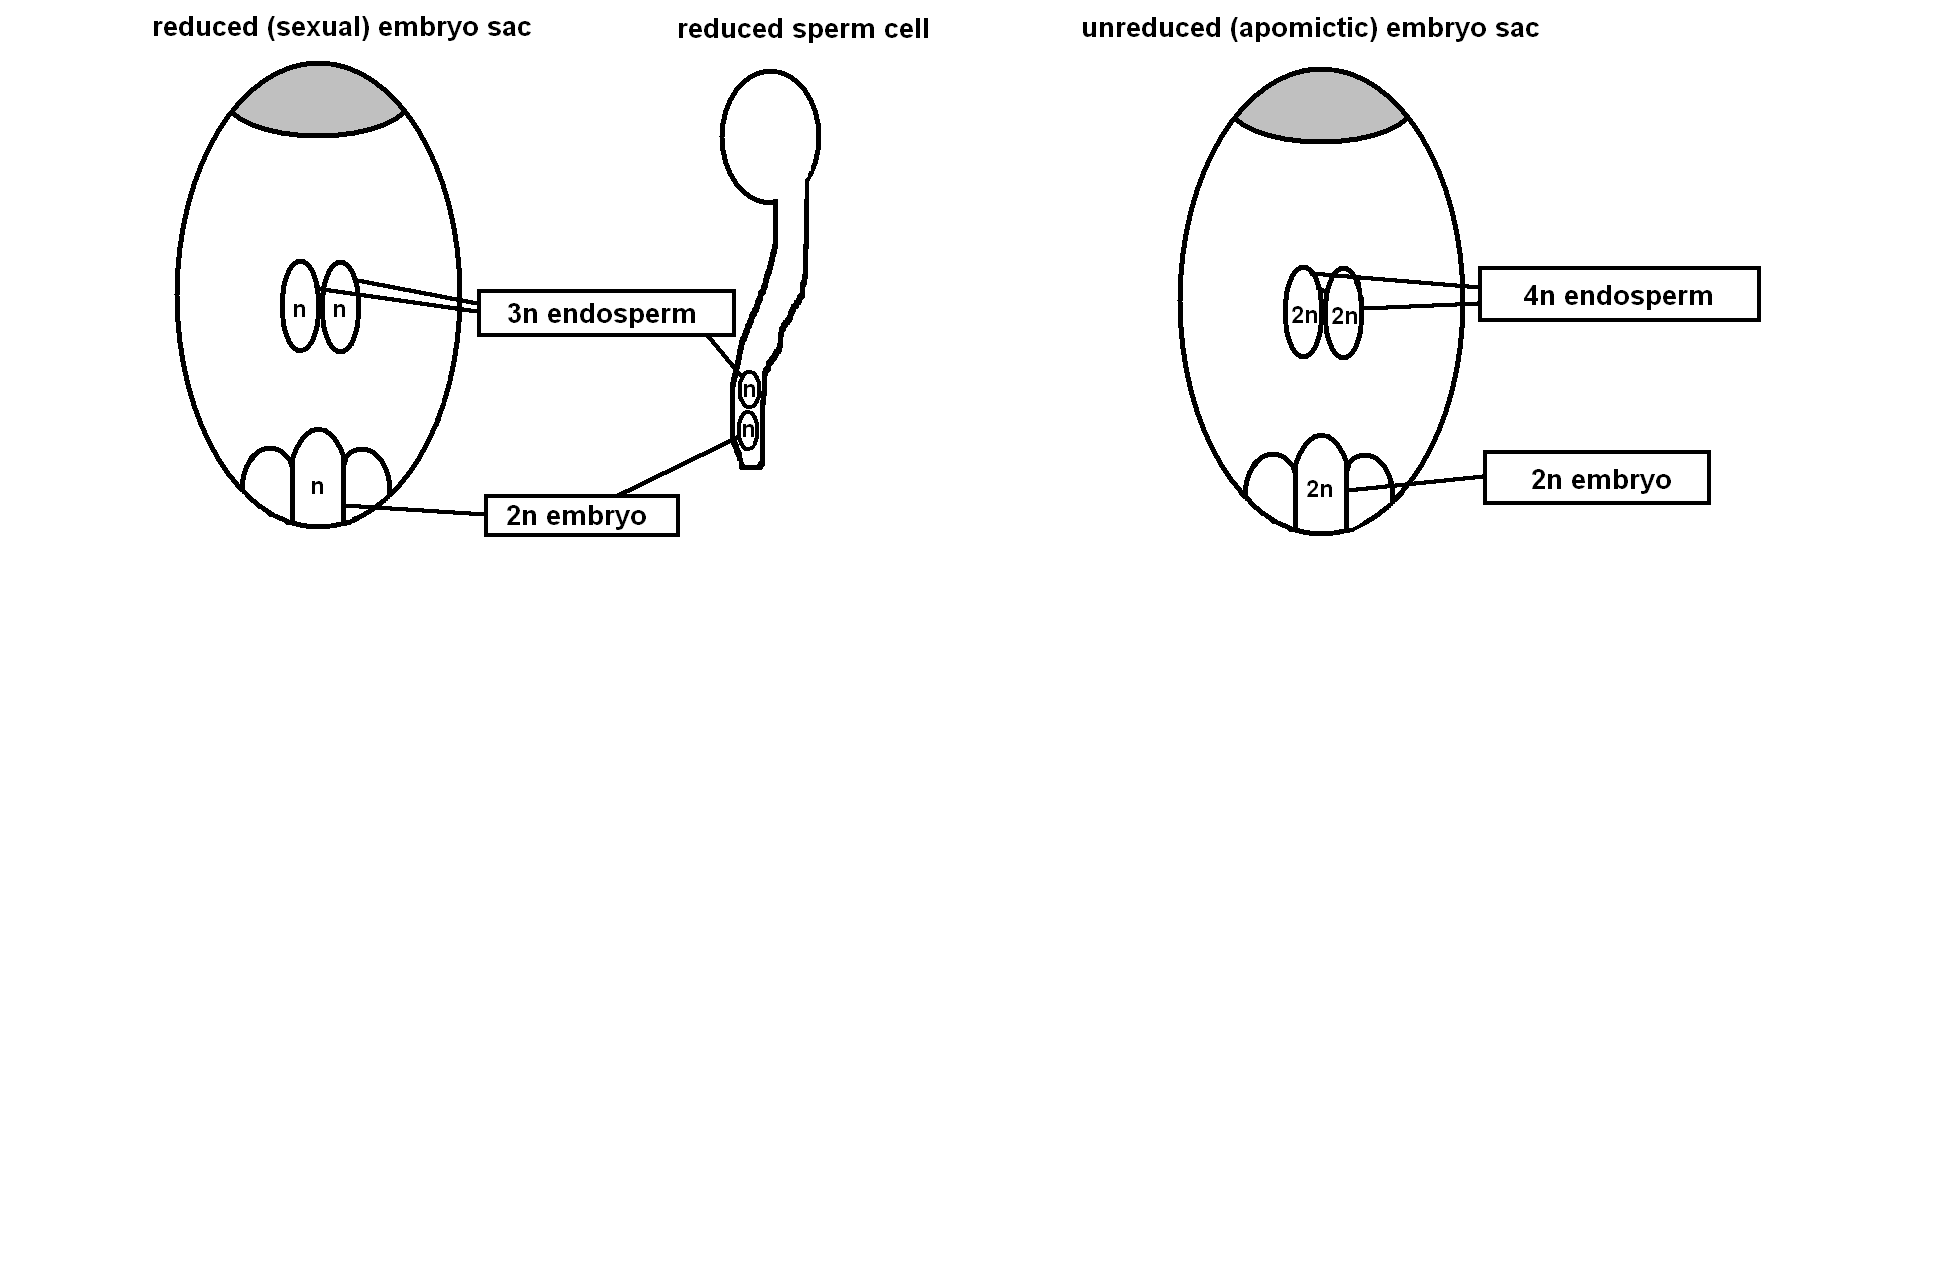 reduced (sexual) embryo sac
reduced sperm cell
unreduced (apomictic) embryo sac
n
n
3n endosperm
n
n
n
2n embryo
2n
2n
4n endosperm
2n
2n embryo